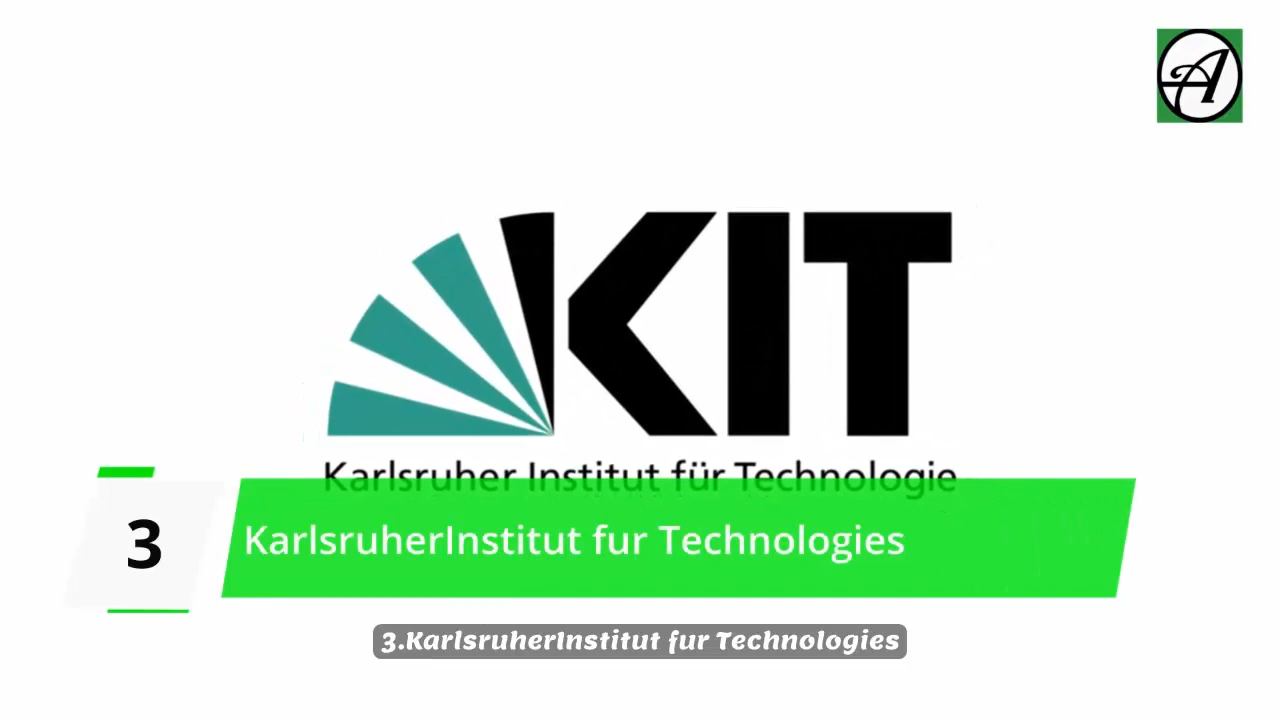 A
KIT
Karlsruher Institut für Technologie
3
KarlsruherInstitut fur Technologies
3.KarlsruherInstitut fur Technologies